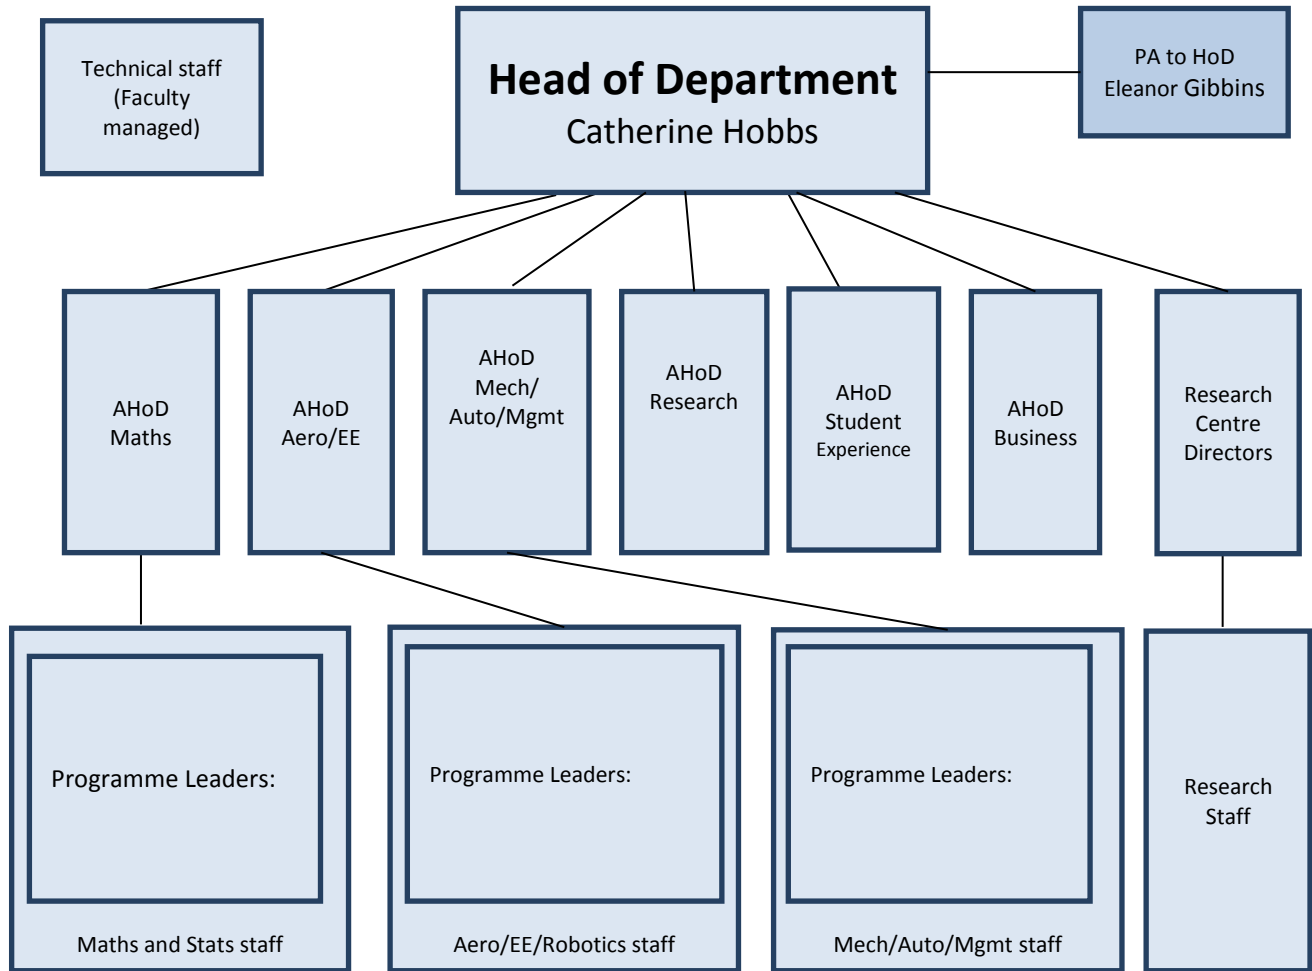 Technical staff
(Faculty
managed)
Head of Department
Catherine Hobbs
PA to HoD
Eleanor Gibbins
AHoD
Maths
AHoD
Aero/EE
AHoD
Mech/
Auto/Mgmt
AHoD
Research
AHoD
Student
Experience
AHoD
Business
Research
Centre
Directors
Programme Leaders:
Maths and Stats staff
Programme Leaders:
Aero/EE/Robotics staff
Programme Leaders:
Mech/Auto/Mgmt staff
Research
Staff